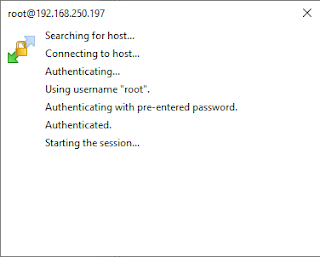 root@192.168.250.197
Searching for host...
Connecting to host...
Authenticating...
Using username "root".
Authenticating with pre-entered password.
Authenticated.
Starting the session...